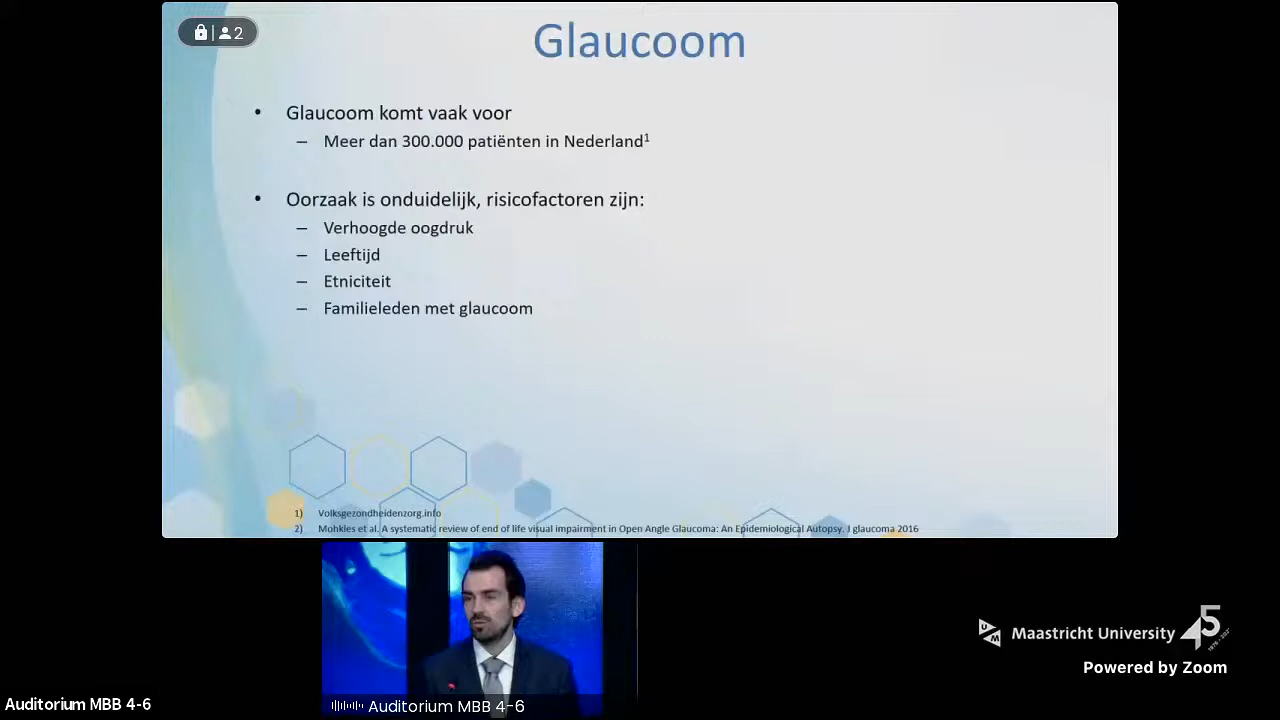 2
Glaucoom
• Glaucoom komt vaak voor
– Meer dan 300.000 patiënten in Nederland¹
• Oorzaak is onduidelijk, risicofactoren zijn:
– Verhoogde oogdruk
– Leeftijd
– Etniciteit
– Familieleden met glaucoom
1) Volksgezondheidenzorg.info
2) Mohkles et al. A systematic review of end of life visual impairment in Open Angle Glaucoma: An Epidemiological Autopsy. J glaucoma 2016
UM Maastricht University 45
Powered by Zoom
Auditorium MBB 4-6
Auditorium MBB 4-6